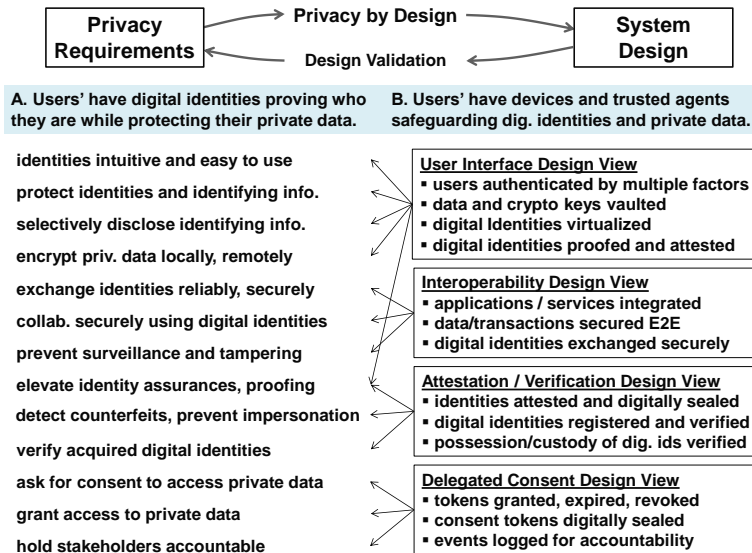 Privacy Requirements
Privacy by Design
Design Validation
System Design
A. Users' have digital identities proving who
they are while protecting their private data.
B. Users' have devices and trusted agents
safeguarding dig. identities and private data.
identities intuitive and easy to use
protect identities and identifying info.
selectively disclose identifying info.
encrypt priv. data locally, remotely
exchange identities reliably, securely
collab. securely using digital identities
prevent surveillance and tampering
elevate identity assurances, proofing
detect counterfeits, prevent impersonation
verify acquired digital identities
ask for consent to access private data
grant access to private data
hold stakeholders accountable
User Interface Design View
▪ users authenticated by multiple factors
▪ data and crypto keys vaulted
▪ digital Identities virtualized
▪ digital identities proofed and attested
Interoperability Design View
▪ applications / services integrated
▪ data/transactions secured E2E
▪ digital identities exchanged securely
Attestation / Verification Design View
▪ identities attested and digitally sealed
▪ digital identities registered and verified
▪ possession/custody of dig. ids verified
Delegated Consent Design View
▪ tokens granted, expired, revoked
▪ consent tokens digitally sealed
▪ events logged for accountability